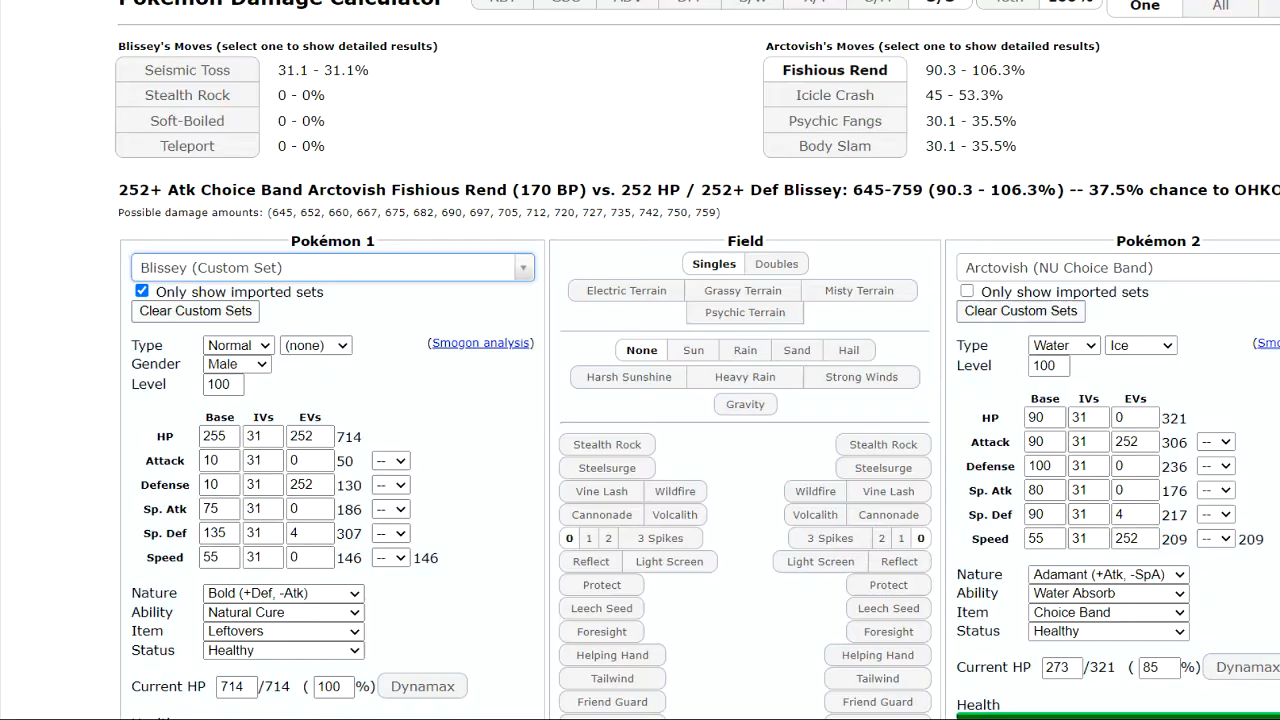 Pokémon Damage Calculator
100%
One
All
Blissey's Moves (select one to show detailed results)
Arctovish's Moves (select one to show detailed results)
Seismic Toss 31.1 - 31.1%
Fishious Rend 90.3 - 106.3%
Stealth Rock 0 - 0%
Icicle Crash 45 - 53.3%
Soft-Boiled 0 - 0%
Psychic Fangs 30.1 - 35.5%
Teleport 0 - 0%
Body Slam 30.1 - 35.5%
252+ Atk Choice Band Arctovish Fishious Rend (170 BP) vs. 252 HP / 252+ Def Blissey: 645-759 (90.3 - 106.3%) -- 37.5% chance to OHKO
Possible damage amounts: (645, 652, 660, 667, 675, 682, 690, 697, 705, 712, 720, 727, 735, 742, 750, 759)
Pokémon 1
Blissey (Custom Set)
Only show imported sets
Clear Custom Sets
Type Normal (none) (Smogon analysis)
Gender Male
Level 100
Base IVs EVs
HP 255 31 252 714
Attack 10 31 0 50 --
Defense 10 31 252 130 --
Sp. Atk 75 31 0 186 --
Sp. Def 135 31 4 307 --
Speed 55 31 0 146 -- 146
Nature Bold (+Def, -Atk)
Ability Natural Cure
Item Leftovers
Status Healthy
Current HP 714 /714 ( 100 %) Dynamax
Field
Singles Doubles
Electric Terrain Grassy Terrain Misty Terrain
Psychic Terrain
None Sun Rain Sand Hail
Harsh Sunshine Heavy Rain Strong Winds
Gravity
Stealth Rock Stealth Rock
Steelsurge Steelsurge
Vine Lash Wildfire Wildfire Vine Lash
Cannonade Volcalith Volcalith Cannonade
0 1 2 3 Spikes 3 Spikes 2 1 0
Reflect Light Screen Light Screen Reflect
Protect Protect
Leech Seed Leech Seed
Foresight Foresight
Helping Hand Helping Hand
Tailwind Tailwind
Friend Guard Friend Guard
Pokémon 2
Arctovish (NU Choice Band)
Only show imported sets
Clear Custom Sets
Type Water Ice (Smo
Level 100
Base IVs EVs
HP 90 31 0 321
Attack 90 31 252 306 --
Defense 100 31 0 236 --
Sp. Atk 80 31 0 176 --
Sp. Def 90 31 4 217 --
Speed 55 31 252 209 -- 209
Nature Adamant (+Atk, -SpA)
Ability Water Absorb
Item Choice Band
Status Healthy
Current HP 273 /321 ( 85 %) Dynamax
Health